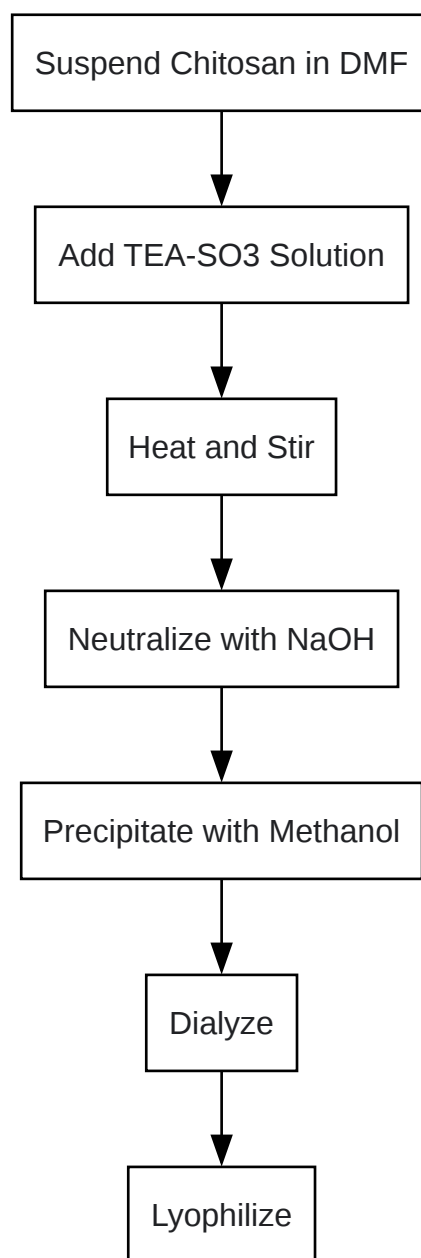 Suspend Chitosan in DMF
Add TEA-SO3 Solution
Heat and Stir
Neutralize with NaOH
Precipitate with Methanol
Dialyze
Lyophilize